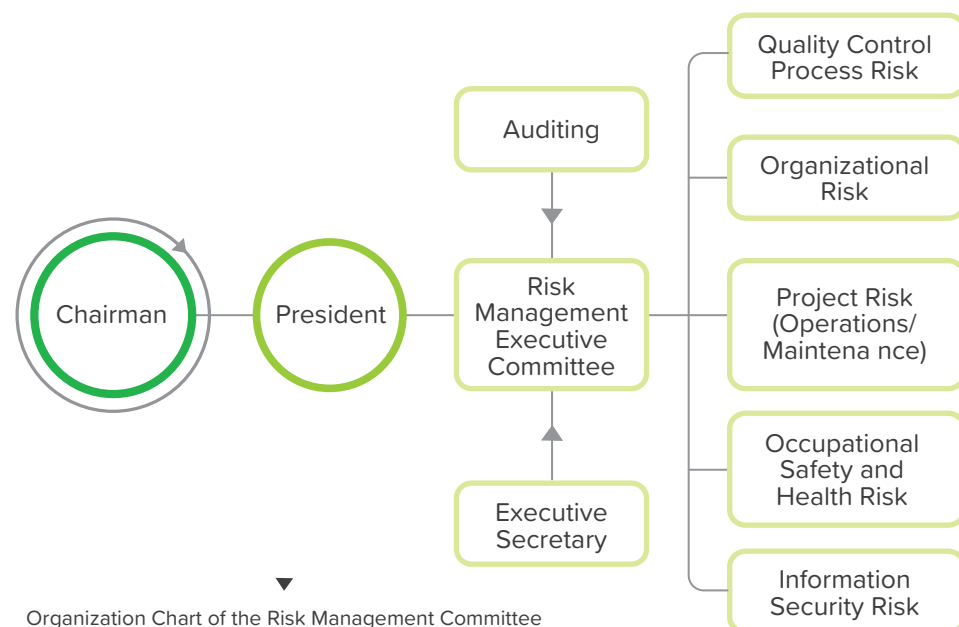 Chairman
President
Auditing
Risk
Management
Executive
Committee
Executive
Secretary
Quality Control
Process Risk
Organizational
Risk
Project Risk
(Operations/
Maintena nce)
Occupational
Safety and
Health Risk
Information
Security Risk
Organization Chart of the Risk Management Committee